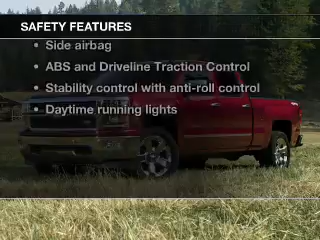 SAFETY FEATURES
• Side airbag
• ABS and Driveline Traction Control
• Stability control with anti-roll control
• Daytime running lights